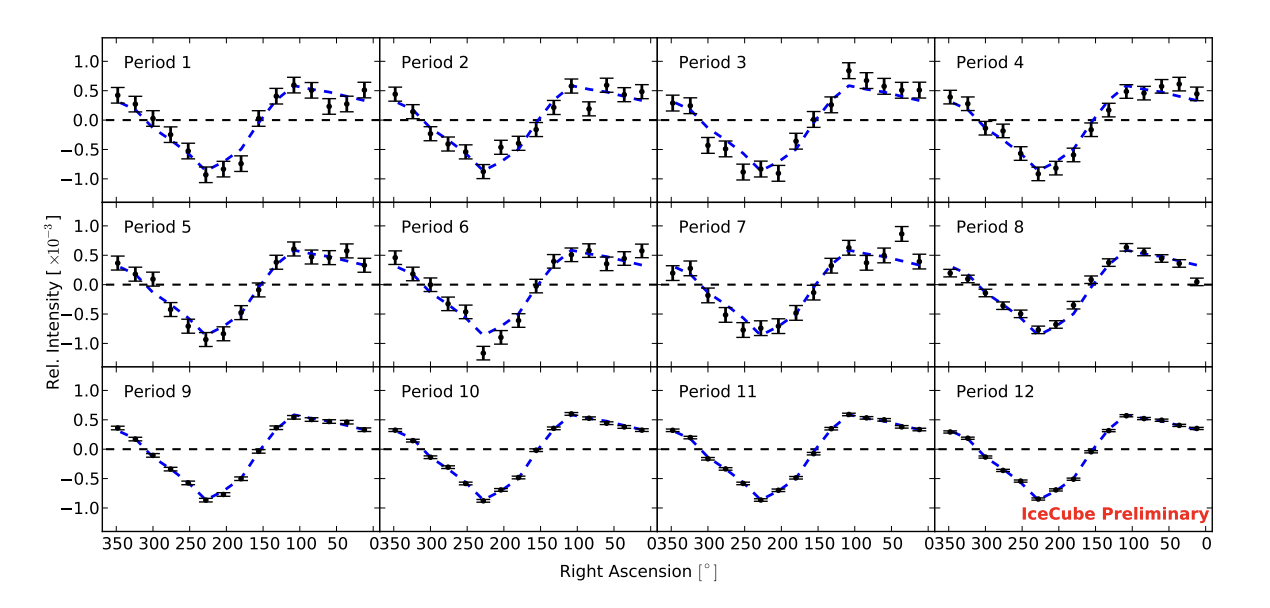 Period 1 Period 2 Period 3 Period 4
1.0
0.5
0.0
−0.5
−1.0
Period 5 Period 6 Period 7 Period 8
1.0
0.5
0.0
−0.5
−1.0
Rel. Intensity [ ×10⁻³]
Period 9 Period 10 Period 11 Period 12
1.0
0.5
0.0
−0.5
−1.0
IceCube Preliminary
350 300 250 200 150 100 50 0350 300 250 200 150 100 50 0350 300 250 200 150 100 50 0350 300 250 200 150 100 50 0
Right Ascension [°]